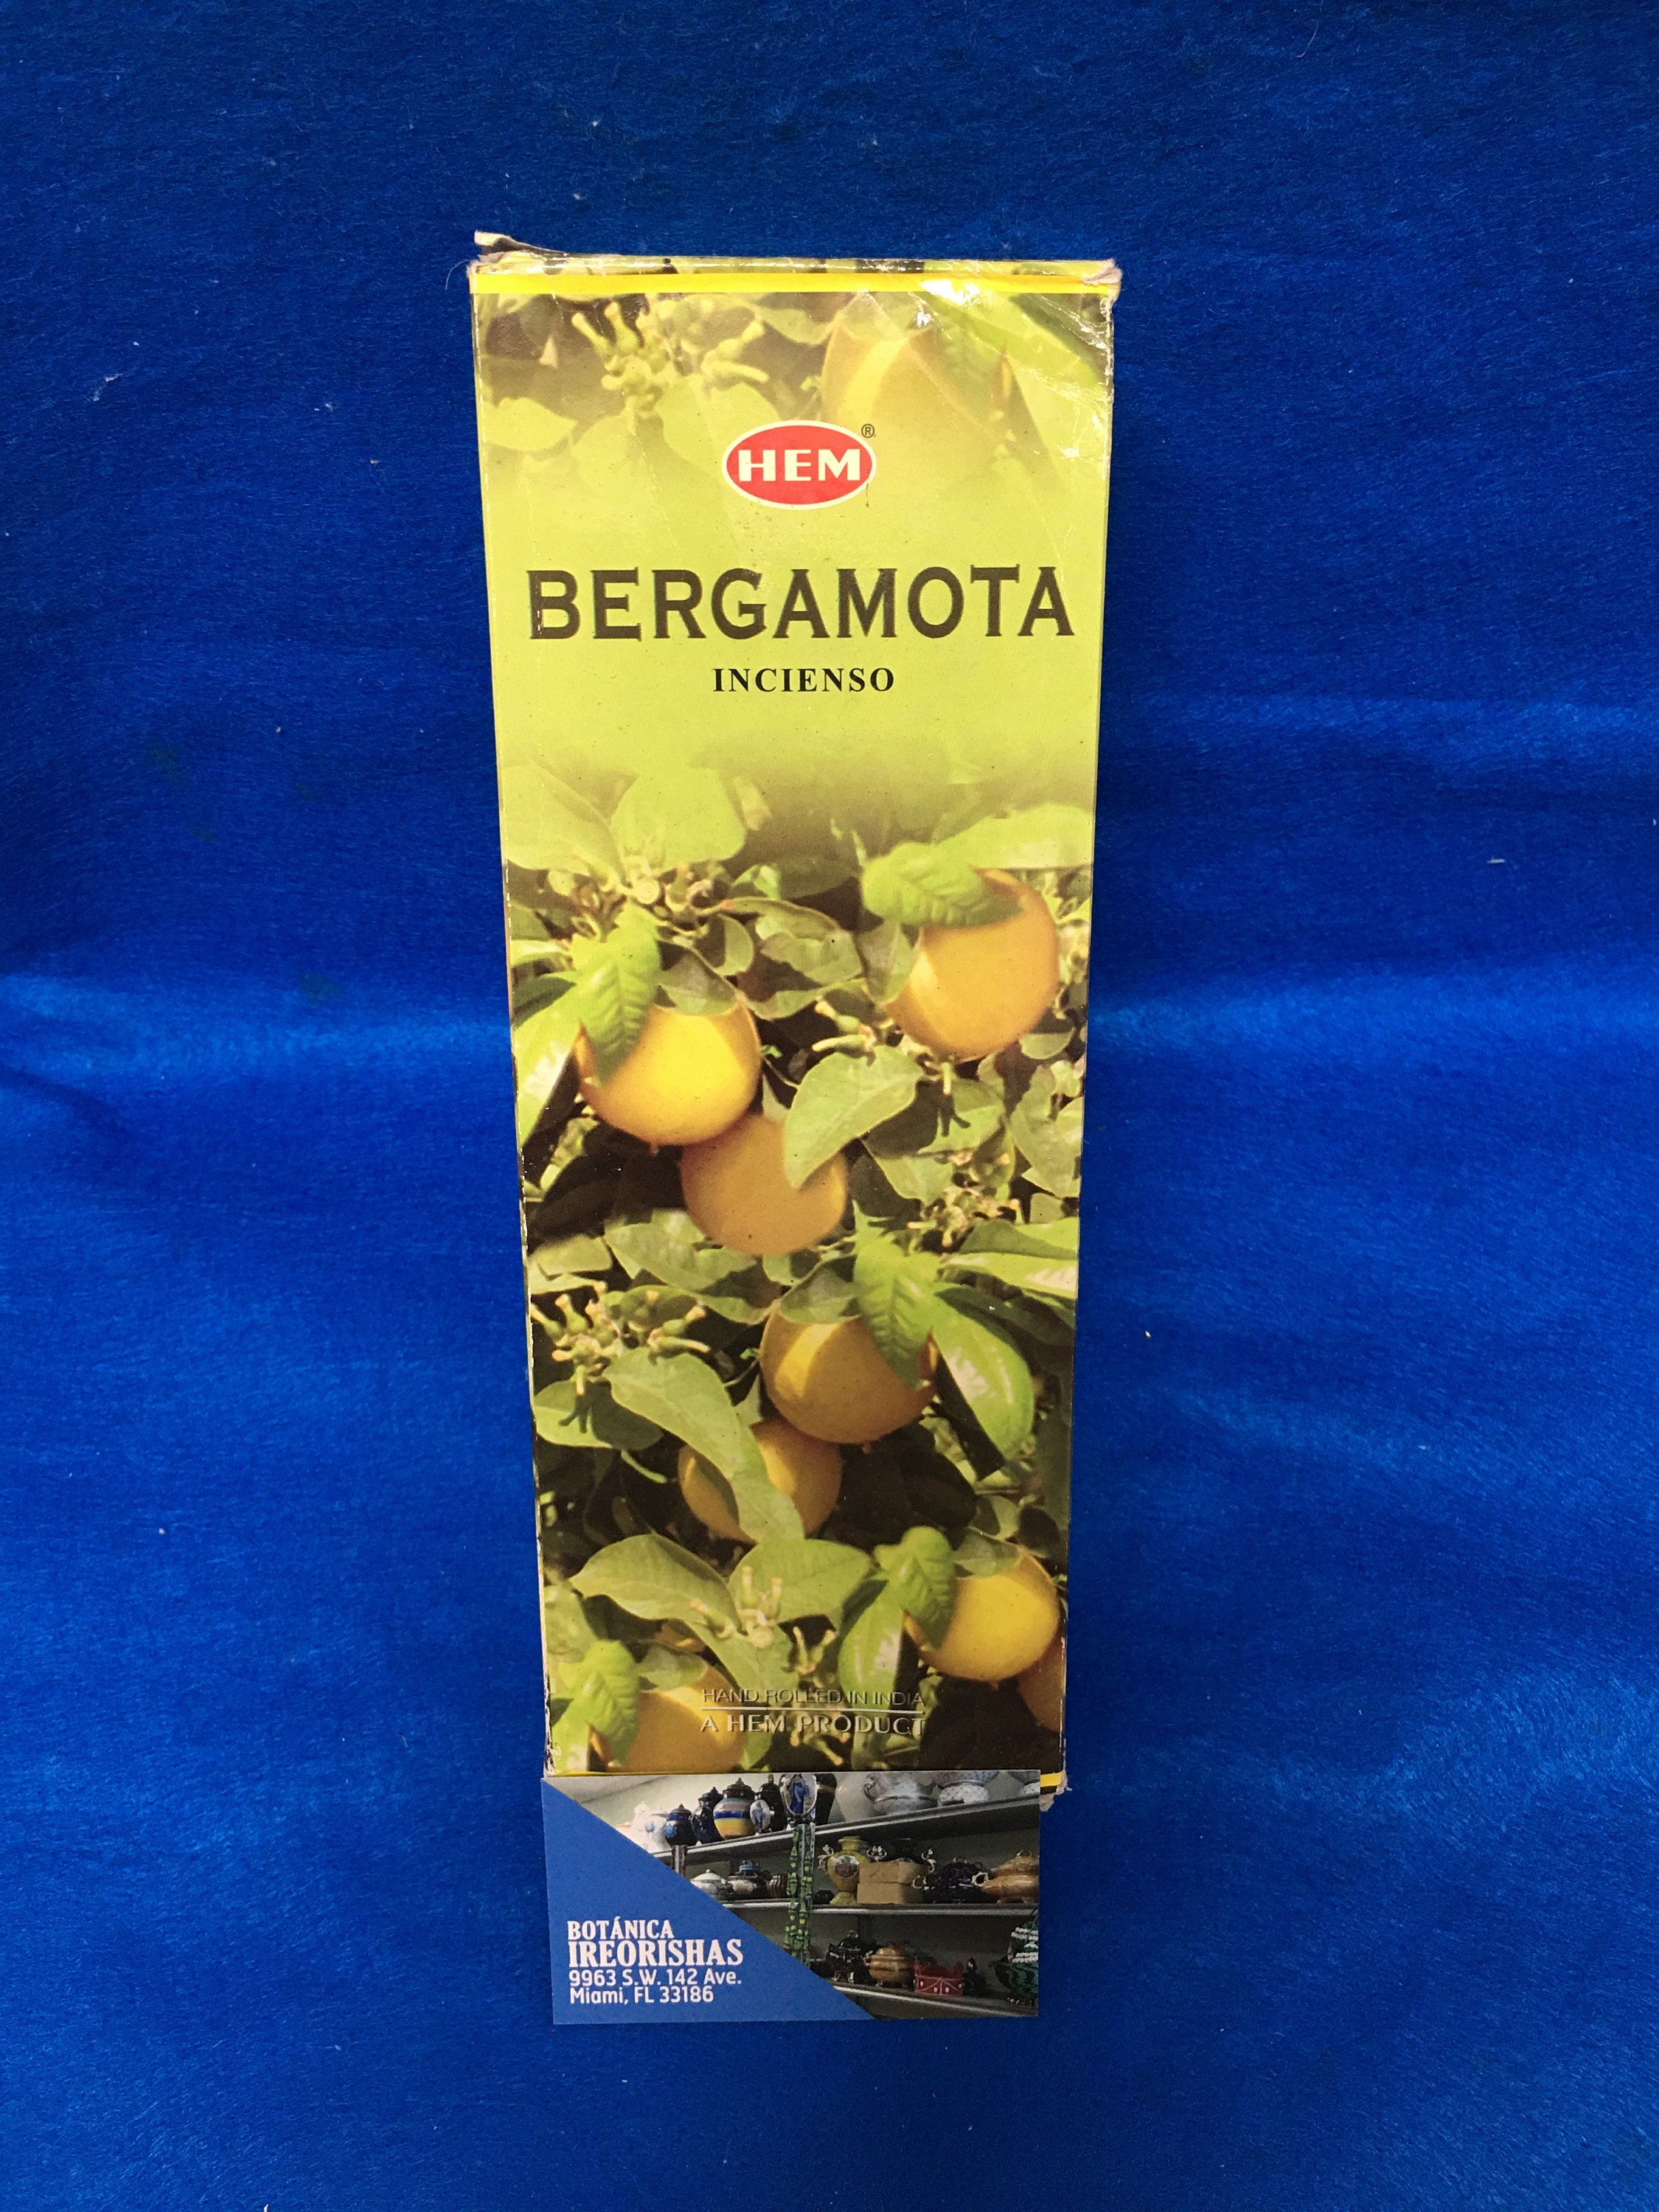 HEM®
BERGAMOTA
INCIENSO
HAND ROLLED IN INDIA
A HEM PRODUCT
BOTÁNICA
IREORISHAS
9963 S.W. 142 Ave.
Miami, FL 33186